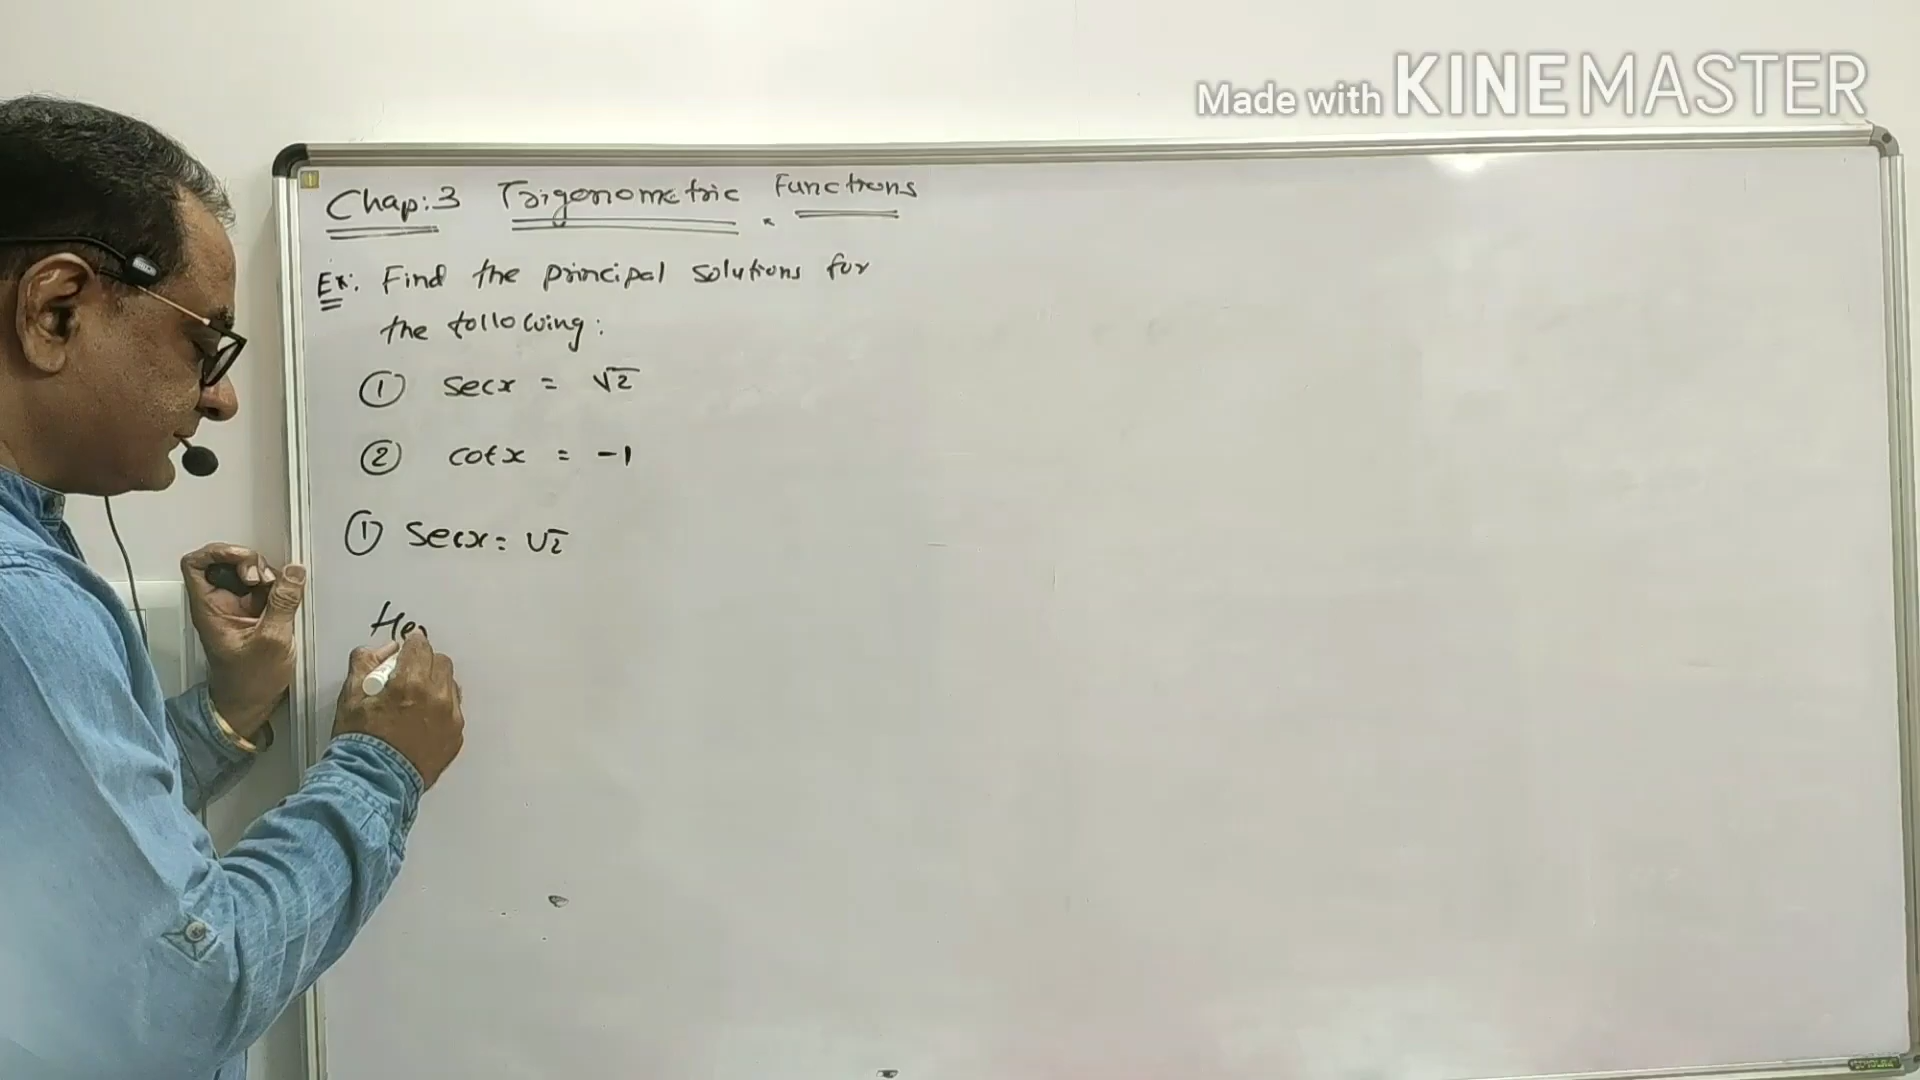 Made with KINEMASTER
Chap:3 Trigonometric Functions
Ex: Find the principal solutions for
the following:
① secx = √2
② cotx = -1
① secx = √2
He